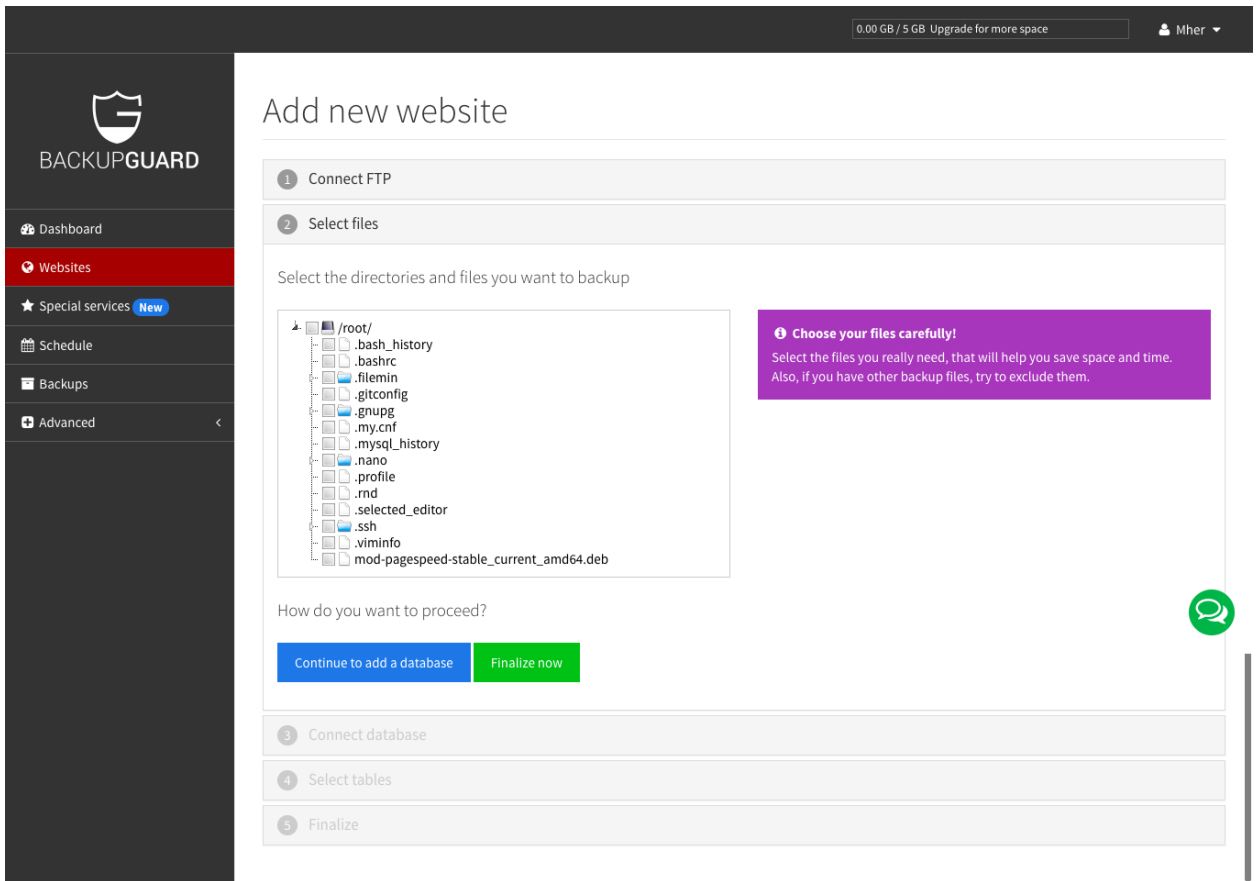 0.00 GB / 5 GB Upgrade for more space
Mher
BACKUPGUARD
Dashboard
Websites
Special services New
Schedule
Backups
Advanced
Add new website
1 Connect FTP
2 Select files
Select the directories and files you want to backup
/root/
.bash_history
.bashrc
.filemin
.gitconfig
.gnupg
.my.cnf
.mysql_history
.nano
.profile
.rnd
.selected_editor
.ssh
.viminfo
mod-pagespeed-stable_current_amd64.deb
Choose your files carefully!
Select the files you really need, that will help you save space and time.
Also, if you have other backup files, try to exclude them.
How do you want to proceed?
Continue to add a database
Finalize now
3 Connect database
4 Select tables
5 Finalize